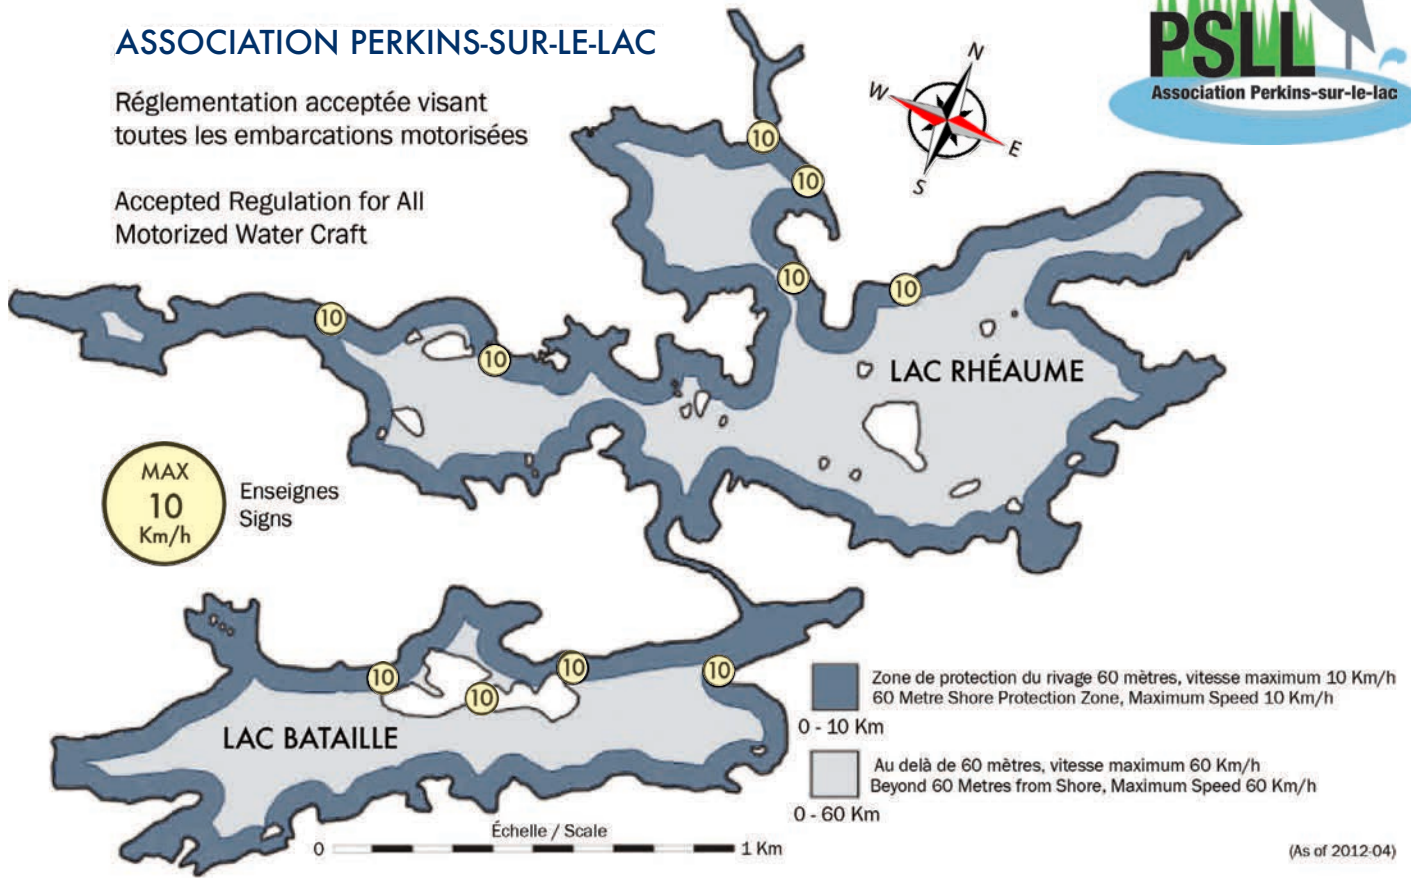 ASSOCIATION PERKINS-SUR-LE-LAC
Réglementation acceptée visant
toutes les embarcations motorisées
Accepted Regulation for All
Motorized Water Craft
N
W
E
S
PSLL
Association Perkins-sur-le-lac
10
10
10
10
10
10
LAC RHÉAUME
MAX
10
Km/h
Enseignes
Signs
10
10
10
10
LAC BATAILLE
Zone de protection du rivage 60 mètres, vitesse maximum 10 Km/h
60 Metre Shore Protection Zone, Maximum Speed 10 Km/h
0 - 10 Km
Au delà de 60 mètres, vitesse maximum 60 Km/h
Beyond 60 Metres from Shore, Maximum Speed 60 Km/h
0 - 60 Km
Échelle / Scale
0
1 Km
(As of 2012-04)